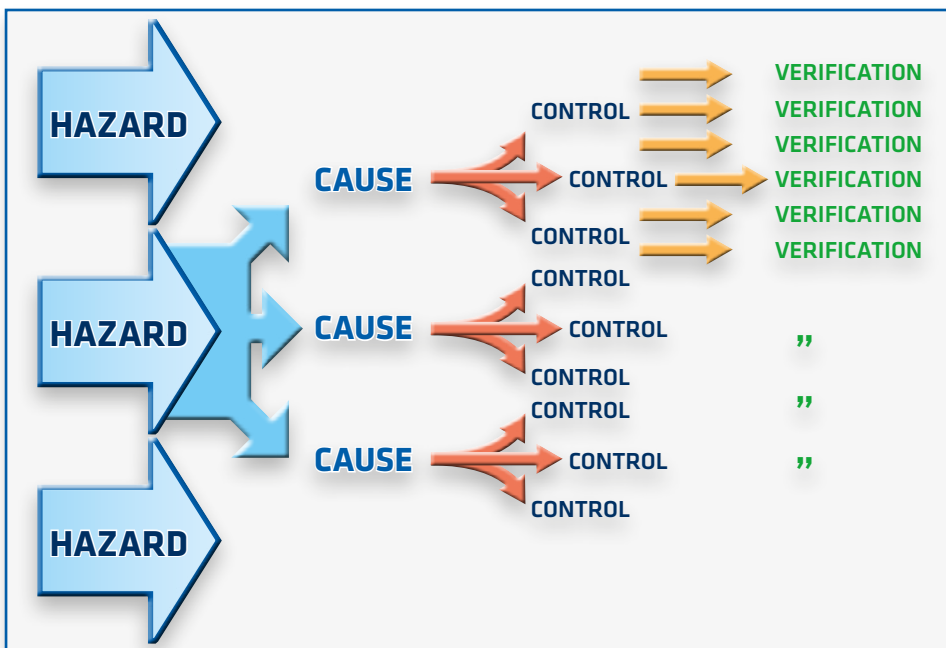 HAZARD
HAZARD
HAZARD
CAUSE
CAUSE
CAUSE
CONTROL
CONTROL
CONTROL
CONTROL
CONTROL
CONTROL
CONTROL
CONTROL
CONTROL
VERIFICATION
VERIFICATION
VERIFICATION
VERIFICATION
VERIFICATION
VERIFICATION
”
”
”